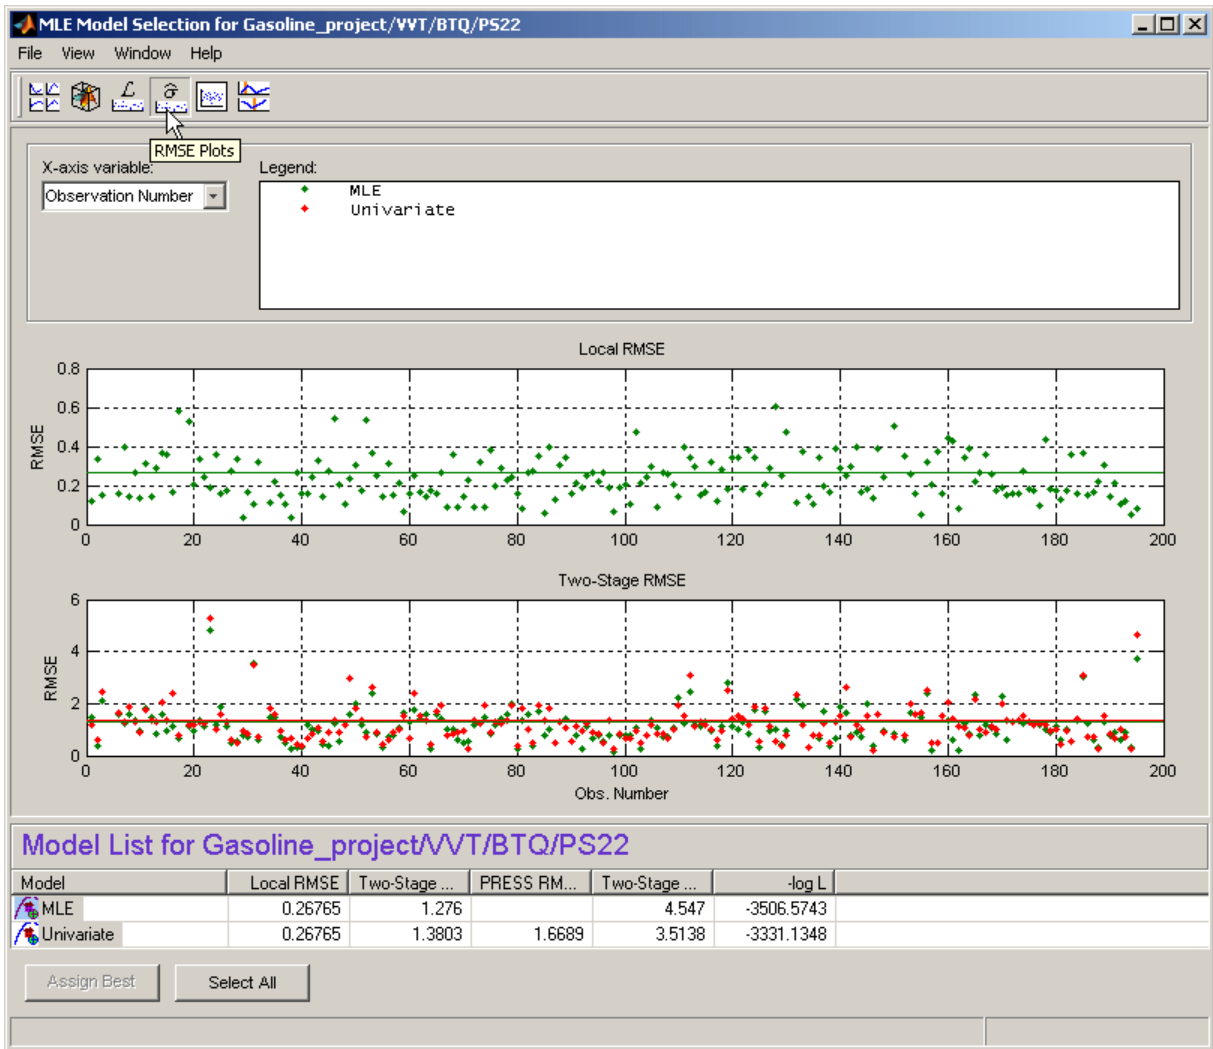 MLE Model Selection for Gasoline_project/VVT/BTQ/PS22
File View Window Help
RMSE Plots
X-axis variable:
Observation Number
Legend:
MLE
Univariate
Local RMSE
RMSE
0.8
0.6
0.4
0.2
0
0 20 40 60 80 100 120 140 160 180 200
Two-Stage RMSE
RMSE
6
4
2
0
0 20 40 60 80 100 120 140 160 180 200
Obs. Number
Model List for Gasoline_project/VVT/BTQ/PS22
Model Local RMSE Two-Stage ... PRESS RM... Two-Stage ... -log L
MLE 0.26765 1.276 4.547 -3506.5743
Univariate 0.26765 1.3803 1.6689 3.5138 -3331.1348
Assign Best Select All